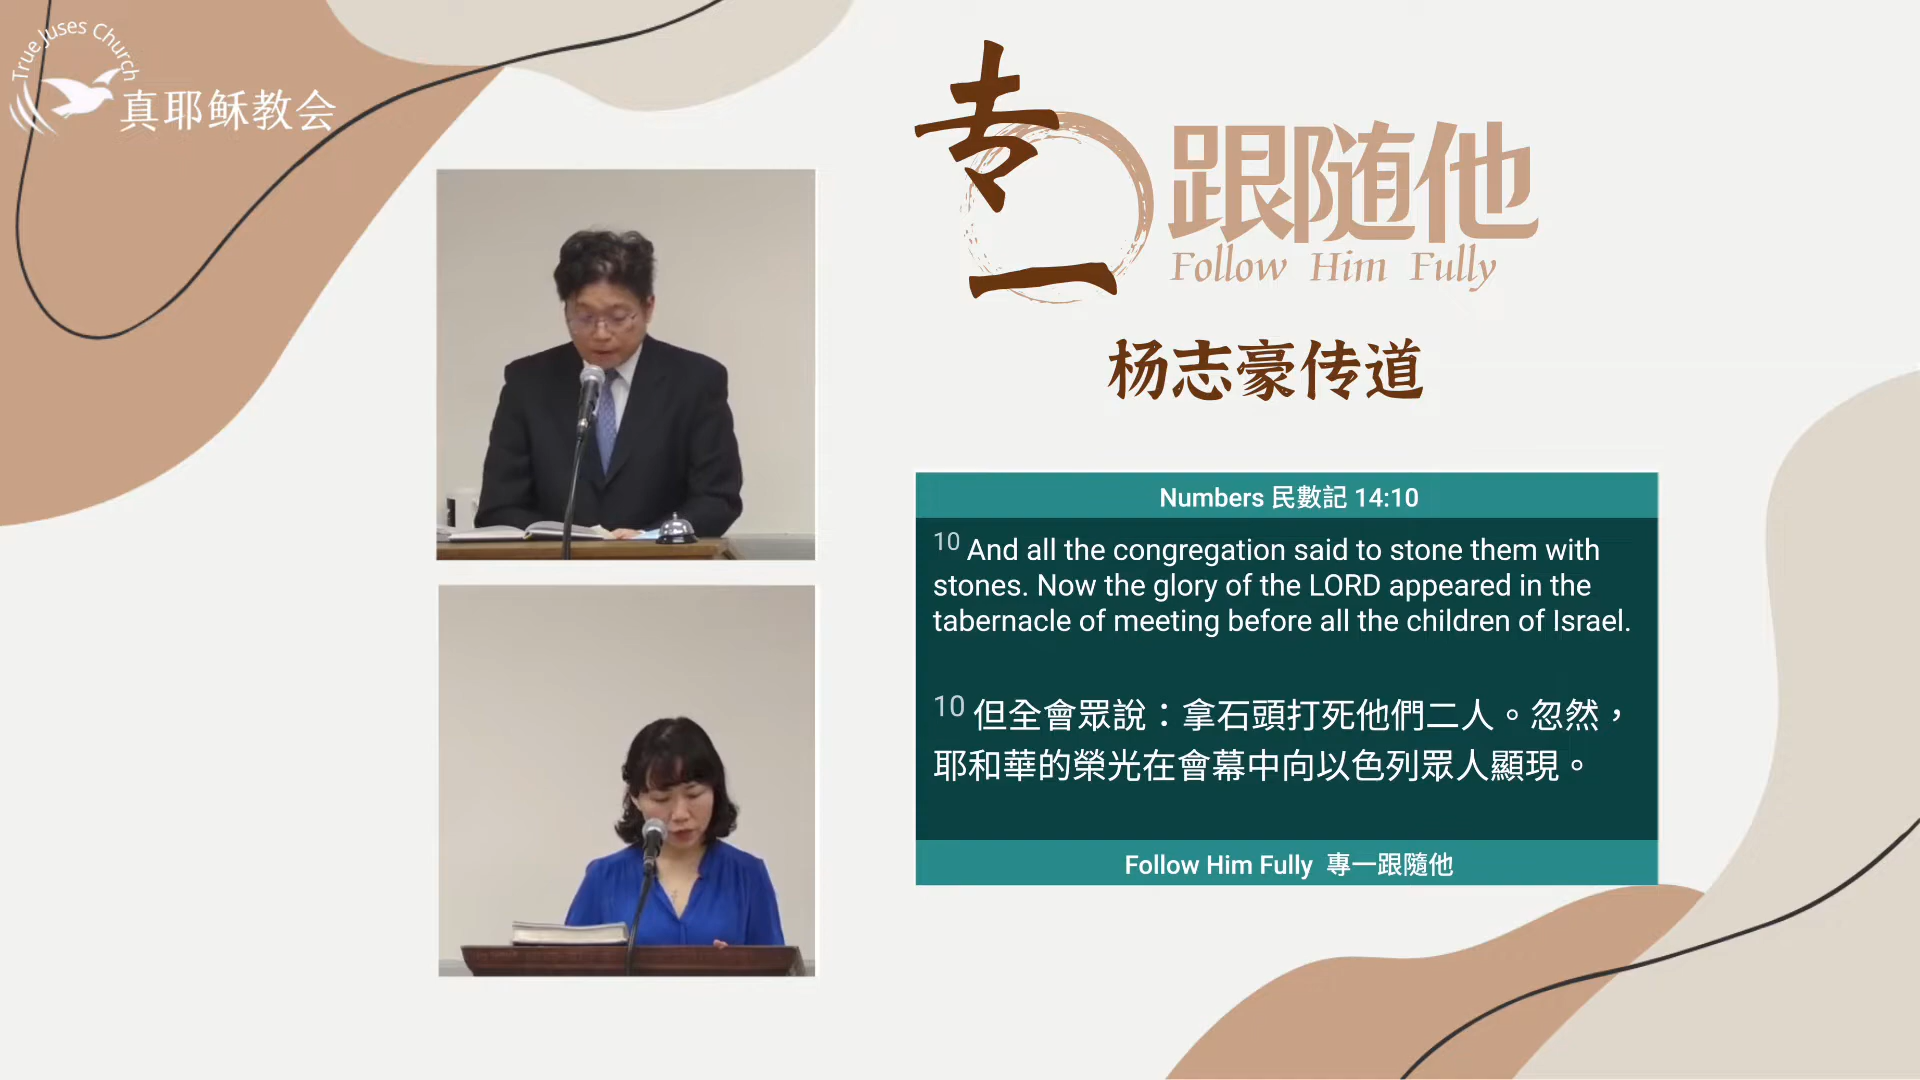 True Juses Church
真耶稣教会
专一
跟随他
Follow Him Fully
杨志豪传道
Numbers 民數記 14:10
10 And all the congregation said to stone them with
stones. Now the glory of the LORD appeared in the
tabernacle of meeting before all the children of Israel.
10 但全會眾說：拿石頭打死他們二人。忽然，
耶和華的榮光在會幕中向以色列眾人顯現。
Follow Him Fully 專一跟隨他